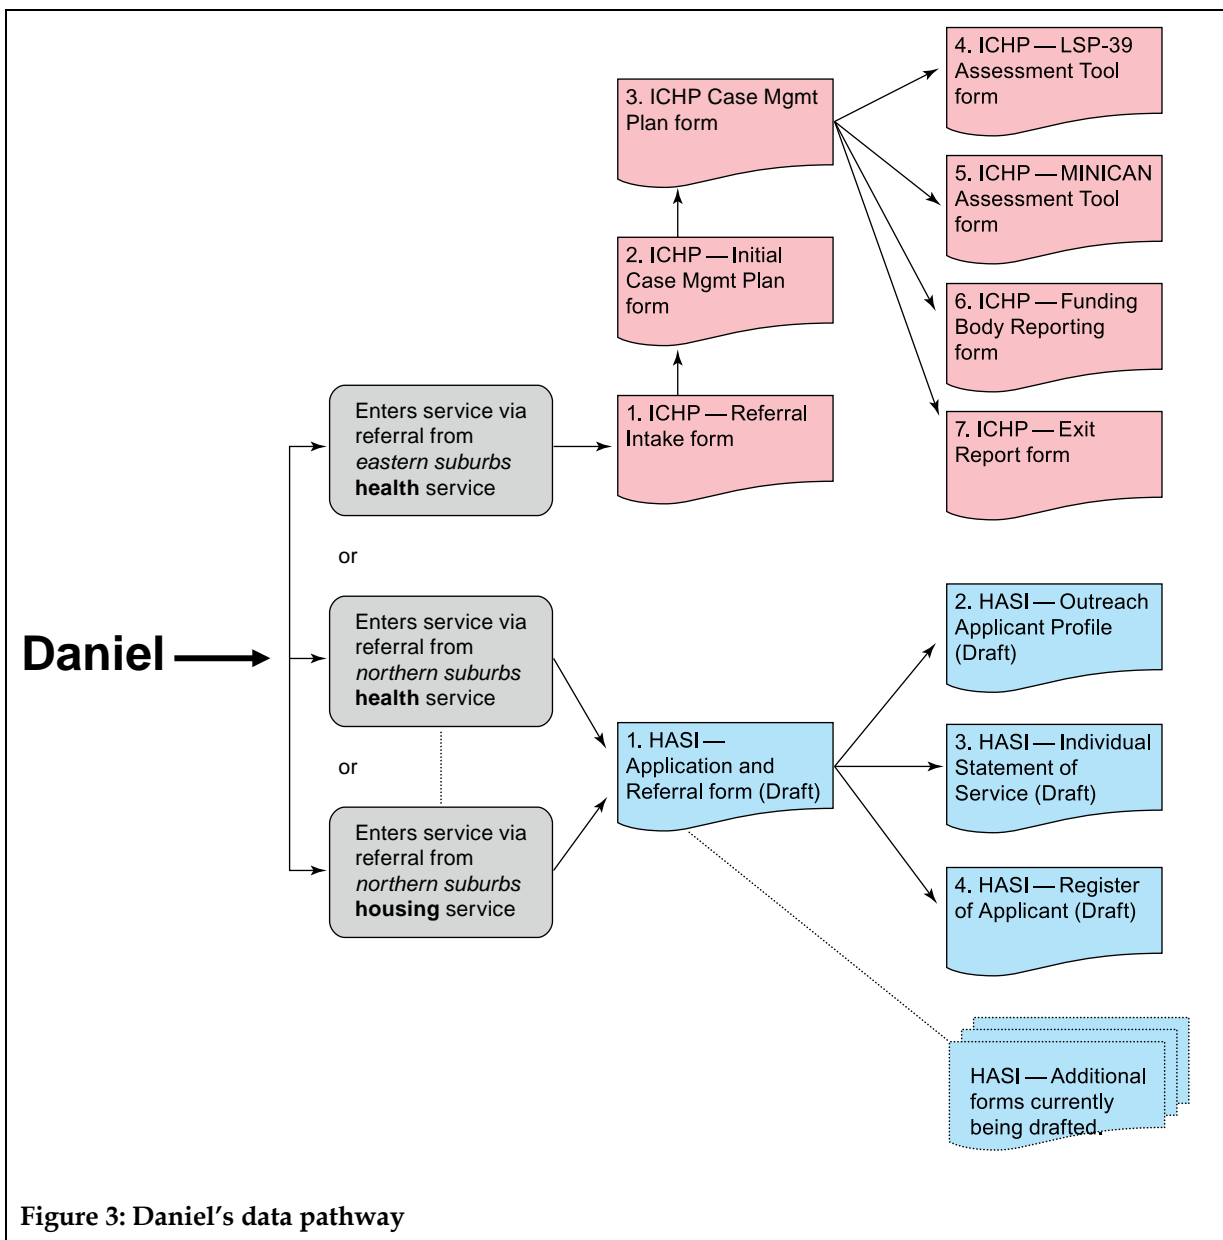 4. ICHP — LSP-39
Assessment Tool
form
3. ICHP Case Mgmt
Plan form
5. ICHP — MINICAN
Assessment Tool
form
2. ICHP — Initial
Case Mgmt Plan
form
6. ICHP — Funding
Body Reporting
form
Enters service via
referral from
eastern suburbs
health service
1. ICHP — Referral
Intake form
7. ICHP — Exit
Report form
or
Daniel
Enters service via
referral from
northern suburbs
health service
2. HASI — Outreach
Applicant Profile
(Draft)
or
1. HASI —
Application and
Referral form (Draft)
3. HASI — Individual
Statement of
Service (Draft)
Enters service via
referral from
northern suburbs
housing service
4. HASI — Register
of Applicant (Draft)
HASI — Additional
forms currently
being drafted.
Figure 3: Daniel's data pathway